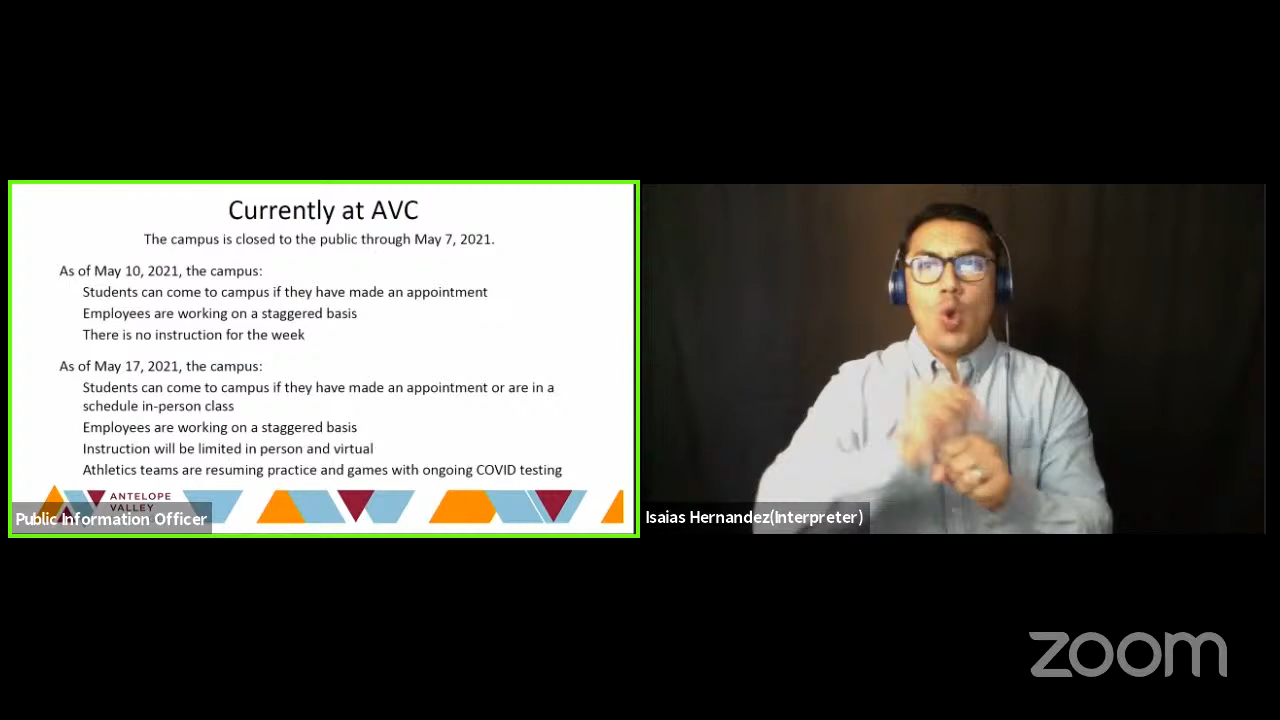 Currently at AVC
The campus is closed to the public through May 7, 2021.
As of May 10, 2021, the campus:
Students can come to campus if they have made an appointment
Employees are working on a staggered basis
There is no instruction for the week
As of May 17, 2021, the campus:
Students can come to campus if they have made an appointment or are in a
schedule in-person class
Employees are working on a staggered basis
Instruction will be limited in person and virtual
Athletics teams are resuming practice and games with ongoing COVID testing
ANTELOPE
VALLEY
Public Information Officer
Isaias Hernandez(Interpreter)
zoom